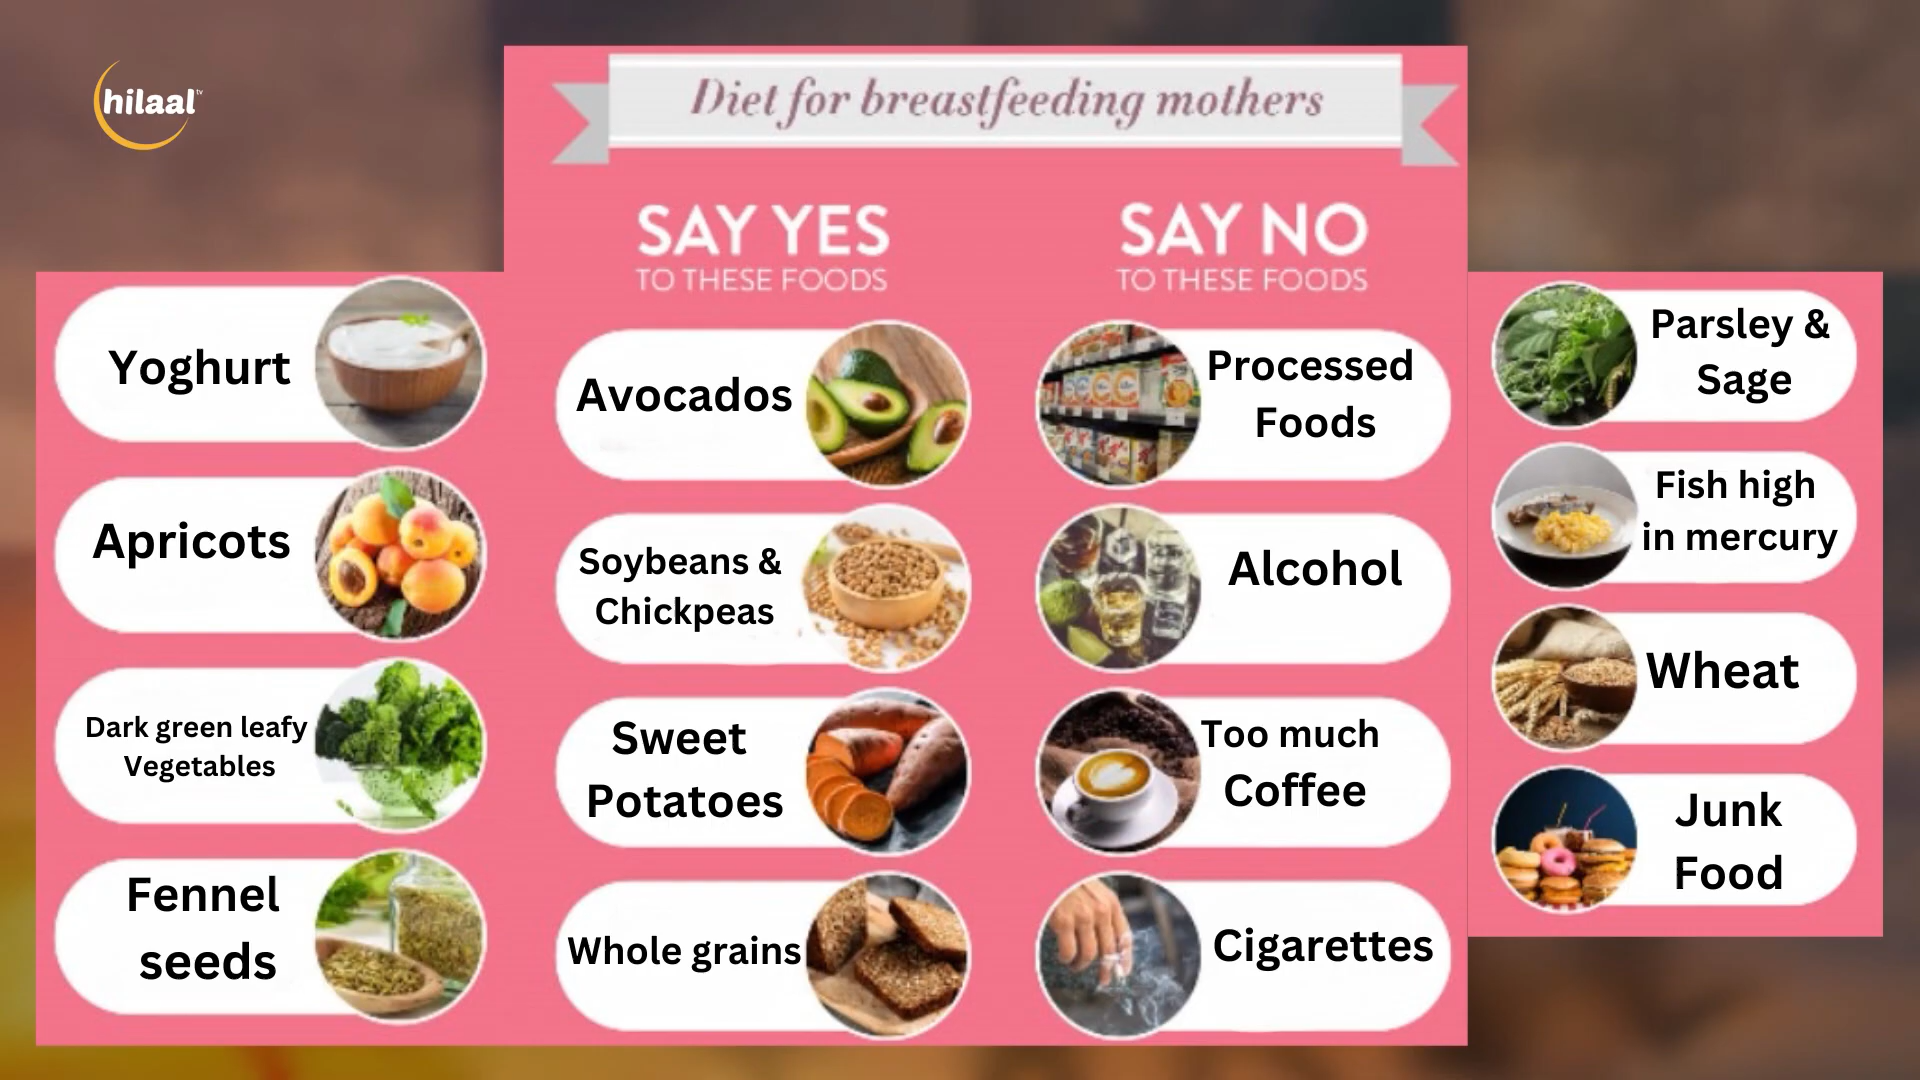 hilaal tv
Diet for breastfeeding mothers
SAY YES
TO THESE FOODS
Yoghurt
Apricots
Dark green leafy
Vegetables
Fennel
seeds
Avocados
Soybeans &
Chickpeas
Sweet
Potatoes
Whole grains
SAY NO
TO THESE FOODS
Processed
Foods
Alcohol
Too much
Coffee
Cigarettes
Parsley &
Sage
Fish high
in mercury
Wheat
Junk
Food